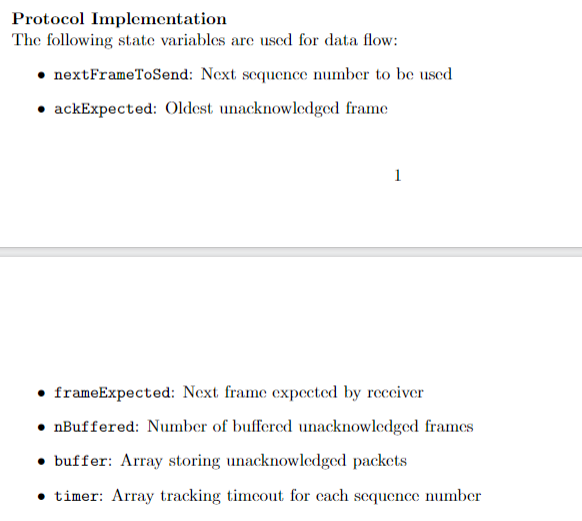 Protocol Implementation
The following state variables are used for data flow:
• nextFrameToSend: Next sequence number to be used
• ackExpected: Oldest unacknowledged frame
1
• frameExpected: Next frame expected by receiver
• nBuffered: Number of buffered unacknowledged frames
• buffer: Array storing unacknowledged packets
• timer: Array tracking timeout for each sequence number